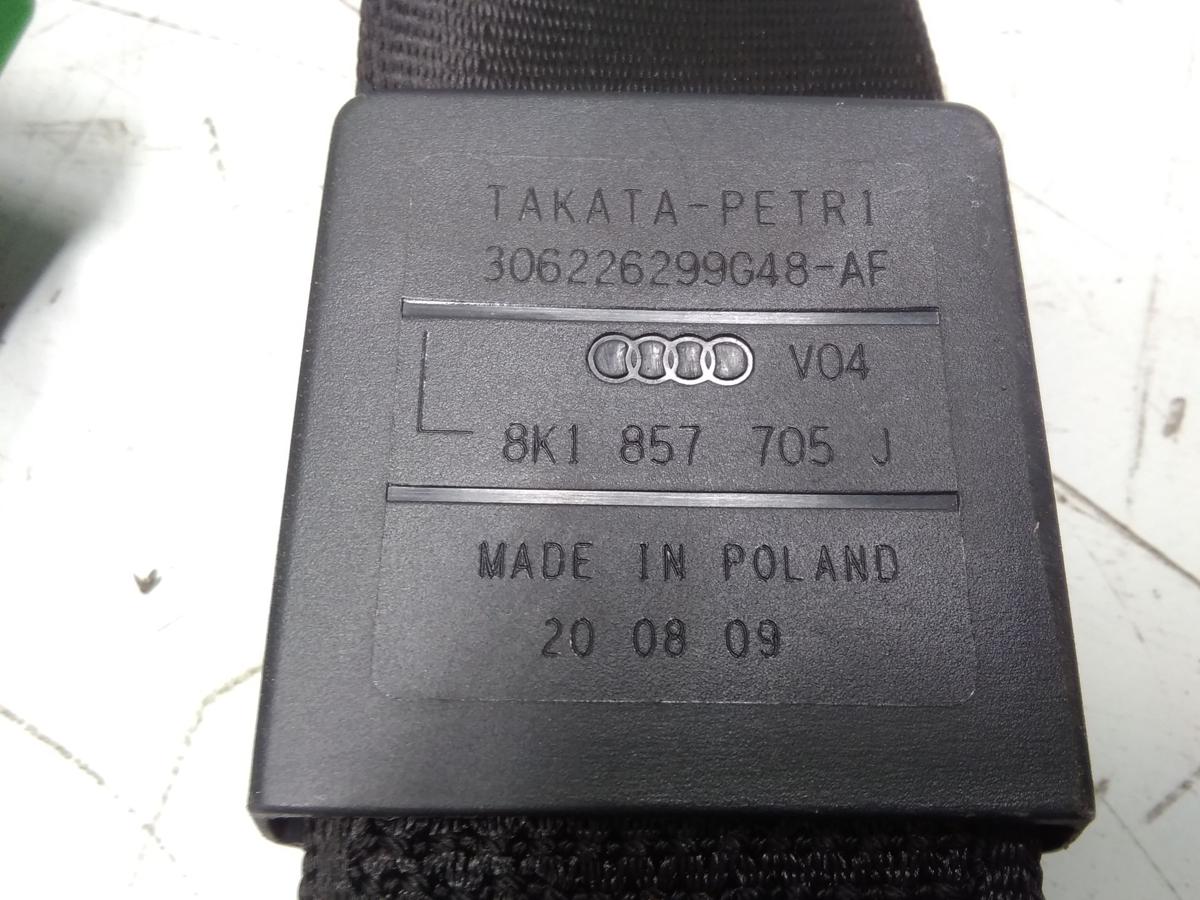 TAKATA-PETRI
306226299G48-AF
V04
8K1 857 705 J
MADE IN POLAND
20 08 09